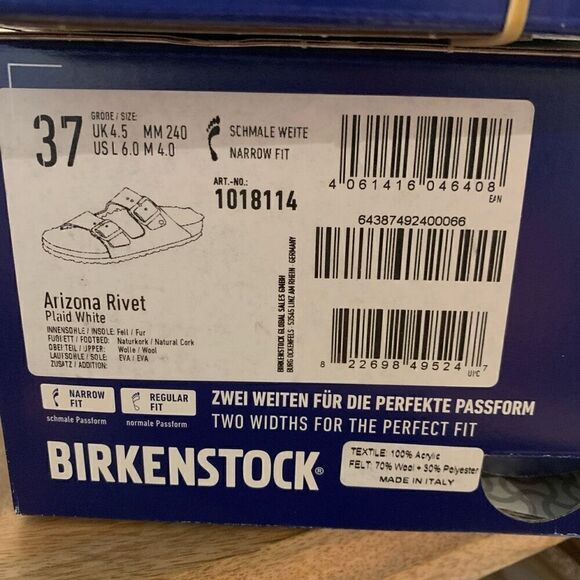 37
GRÖßE / SIZE:
UK 4.5 MM 240
US L 6.0 M 4.0
SCHMALE WEITE
NARROW FIT
ART.-NO.:
1018114
4 061416 046408
EAN
64387492400066
BIRKENSTOCK GLOBAL SALES GMBH
BURG OCKENFELS · 53545 LINZ AM RHEIN · GERMANY
8 22698 49524 7
UPC
Arizona Rivet
Plaid White
INNENSOHLE / INSOLE: Fell / Fur
FUßBETT / FOOTBED: Naturkork / Natural Cork
OBERTEIL / UPPER: Wolle / Wool
LAUFSOHLE / SOLE: EVA / EVA
ZUSATZ / ADDITION:
NARROW FIT
schmale Passform
REGULAR FIT
normale Passform
ZWEI WEITEN FÜR DIE PERFEKTE PASSFORM
TWO WIDTHS FOR THE PERFECT FIT
BIRKENSTOCK®
TEXTILE: 100% Acrylic
FELT: 70% Wool + 30% Polyester
MADE IN ITALY